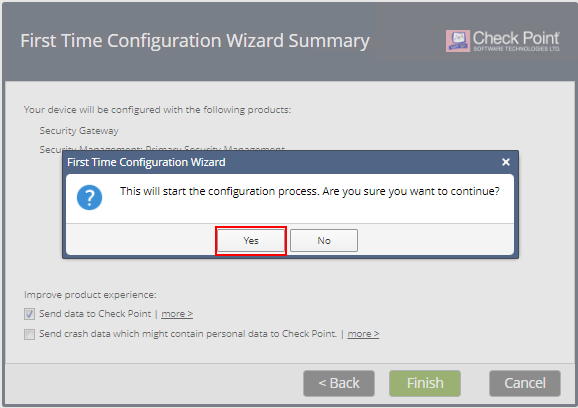 First Time Configuration Wizard Summary
Check Point
SOFTWARE TECHNOLOGIES LTD.
Your device will be configured with the following products:
Security Gateway
Security Management: Primary Security Management
First Time Configuration Wizard
This will start the configuration process. Are you sure you want to continue?
Yes No
Improve product experience:
Send data to Check Point | more >
Send crash data which might contain personal data to Check Point. | more >
< Back Finish Cancel